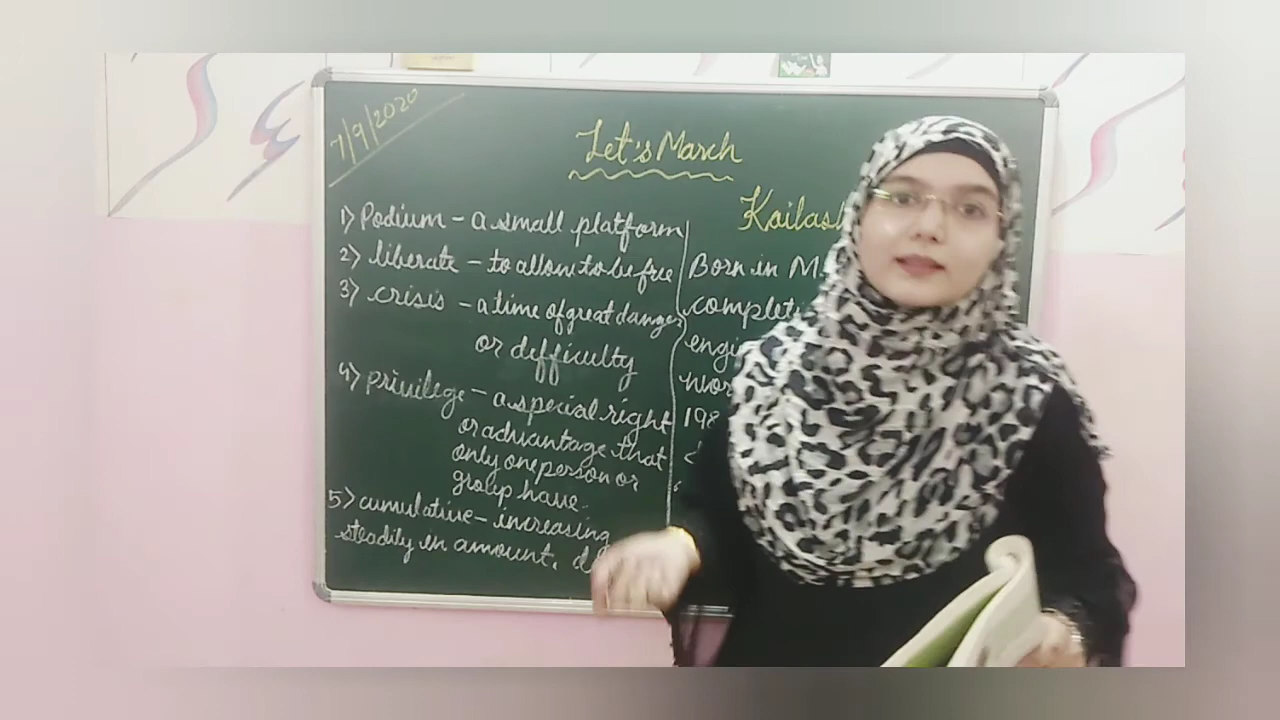 7/9/2020
Let's March
1) Podium - a small platform
2) liberate - to allow to be free
3) crisis - a time of great danger
or difficulty
4) privilege - a special right
or advantage that
only one person or
group have.
5) cumulative - increasing
steadily in amount.
Kailash
Born in M.
completi
engi
wor
198